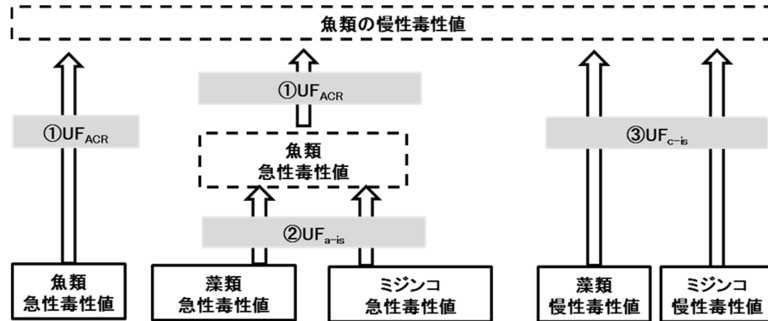 魚類の慢性毒性値
①UFACR
①UFACR
③UFc-is
魚類
急性毒性値
②UFa-is
魚類
急性毒性値
藻類
急性毒性値
ミジンコ
急性毒性値
藻類
慢性毒性値
ミジンコ
慢性毒性値